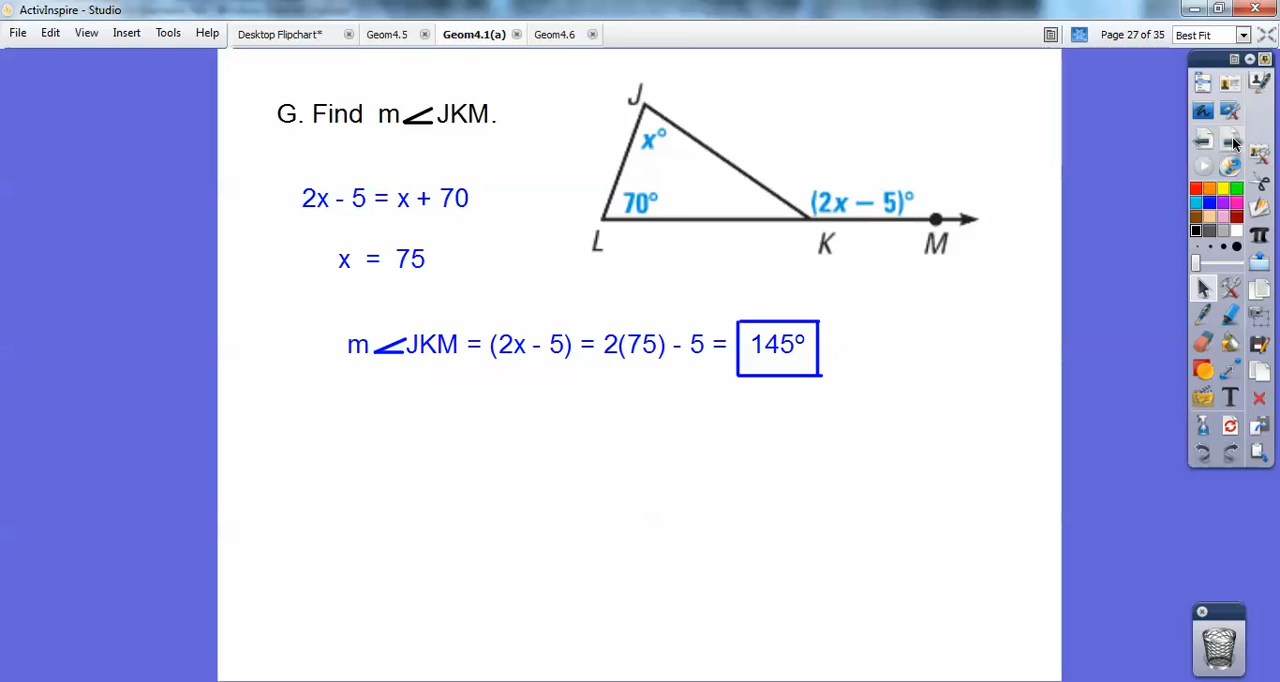 ActivInspire - Studio
File Edit View Insert Tools Help Desktop Flipchart* Geom4.5 Geom4.1(a) Geom4.6 Page 27 of 35 Best Fit
G. Find m∠JKM.
2x - 5 = x + 70
x = 75
m∠JKM = (2x - 5) = 2(75) - 5 = 145º
J
x°
70°
(2x − 5)°
L
K
M